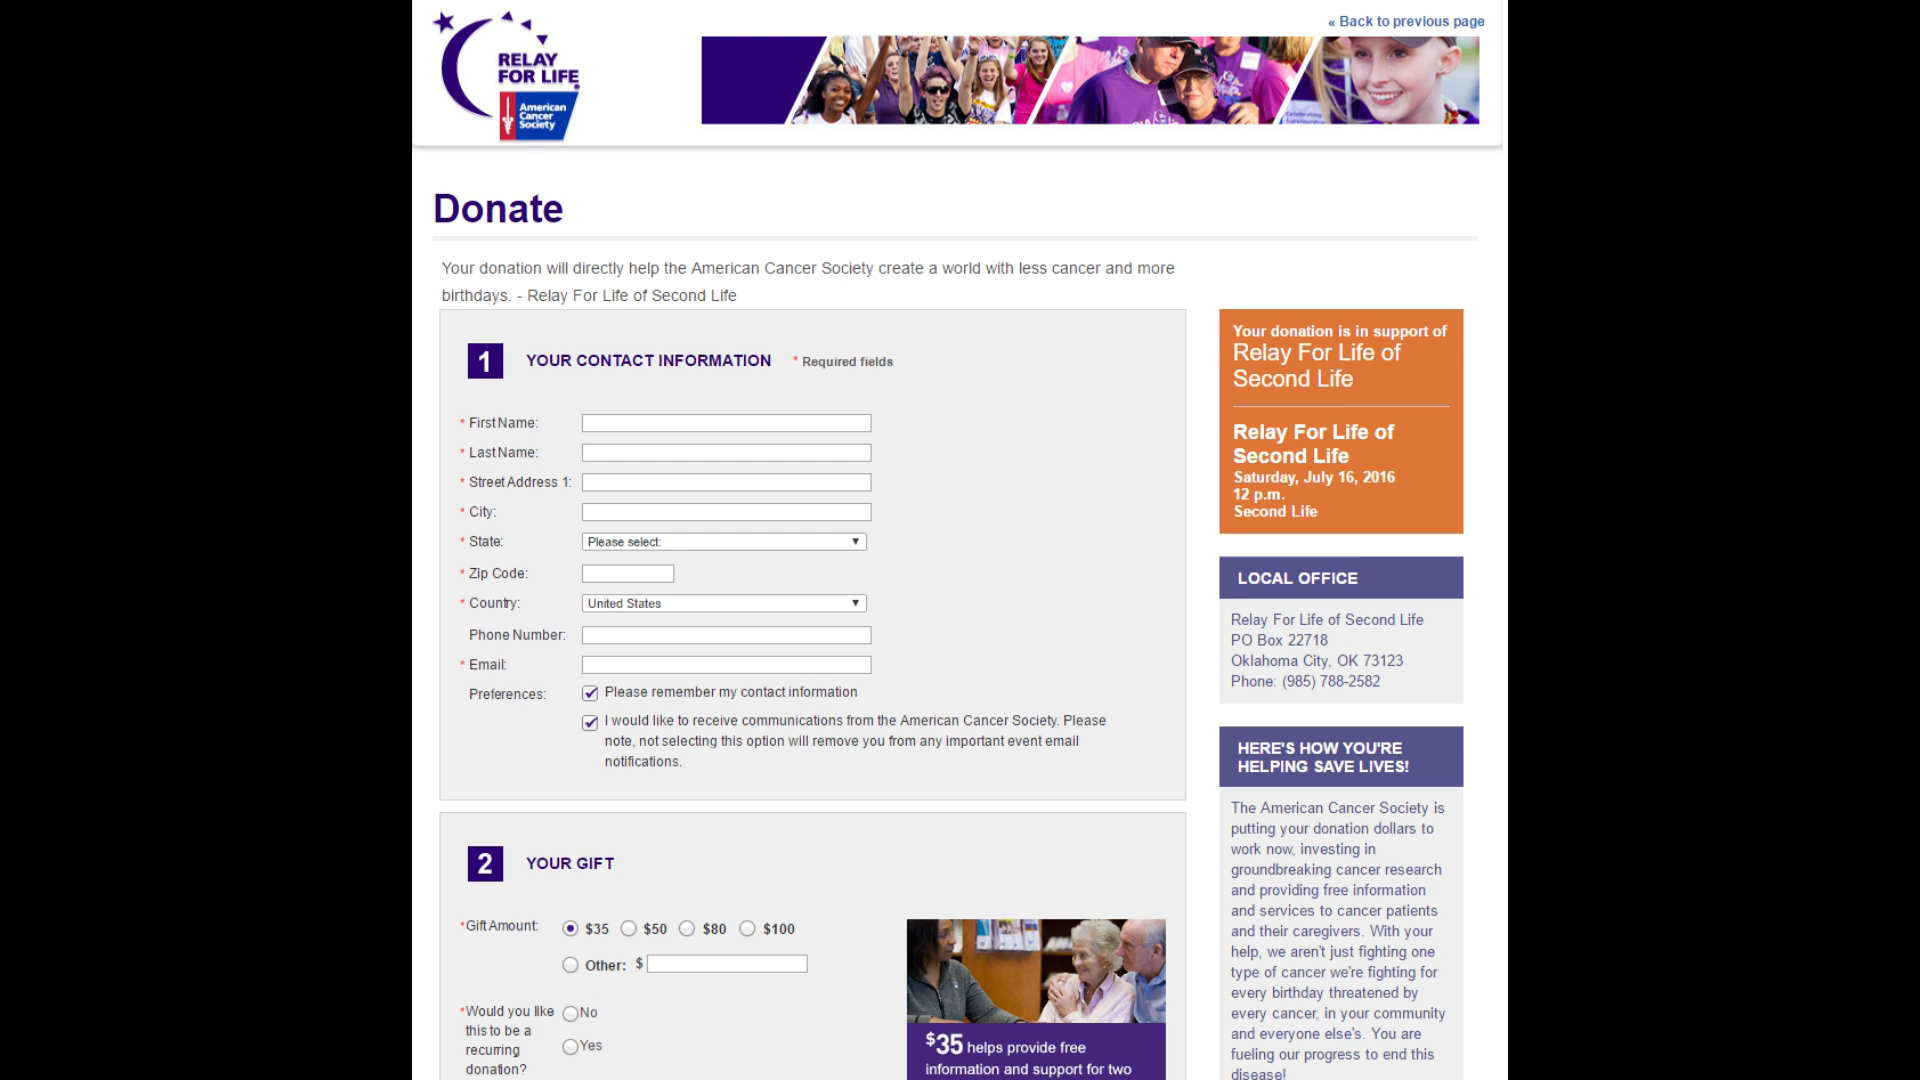 « Back to previous page
RELAY
FOR LIFE
American
Cancer
Society
Donate
Your donation will directly help the American Cancer Society create a world with less cancer and more
birthdays. - Relay For Life of Second Life
1 YOUR CONTACT INFORMATION * Required fields
* First Name:
* Last Name:
* Street Address 1:
* City:
* State: Please select:
* Zip Code:
* Country: United States
Phone Number:
* Email:
Preferences: Please remember my contact information
I would like to receive communications from the American Cancer Society. Please
note, not selecting this option will remove you from any important event email
notifications.
2 YOUR GIFT
*Gift Amount: $35 $50 $80 $100
Other: $
*Would you like
this to be a
recurring
donation?
No
Yes
$35 helps provide free
information and support for two
Your donation is in support of
Relay For Life of
Second Life
Relay For Life of
Second Life
Saturday, July 16, 2016
12 p.m.
Second Life
LOCAL OFFICE
Relay For Life of Second Life
PO Box 22718
Oklahoma City, OK 73123
Phone: (985) 788-2582
HERE'S HOW YOU'RE
HELPING SAVE LIVES!
The American Cancer Society is
putting your donation dollars to
work now, investing in
groundbreaking cancer research
and providing free information
and services to cancer patients
and their caregivers. With your
help, we aren't just fighting one
type of cancer we're fighting for
every birthday threatened by
every cancer, in your community
and everyone else's. You are
fueling our progress to end this
disease!